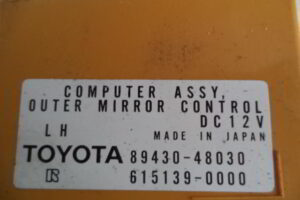 COMPUTER ASSY,
OUTER MIRROR CONTROL
DC12V
LH
MADE IN JAPAN
TOYOTA 89430-48030
615139-0000